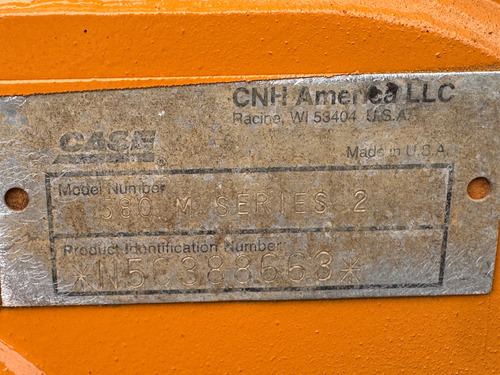 CNH America LLC
Racine, WI 53404 U.S.A.
CASE
Made in U.S.A.
Model Number
580 M SERIES 2
Product Identification Number
*N5C388663*